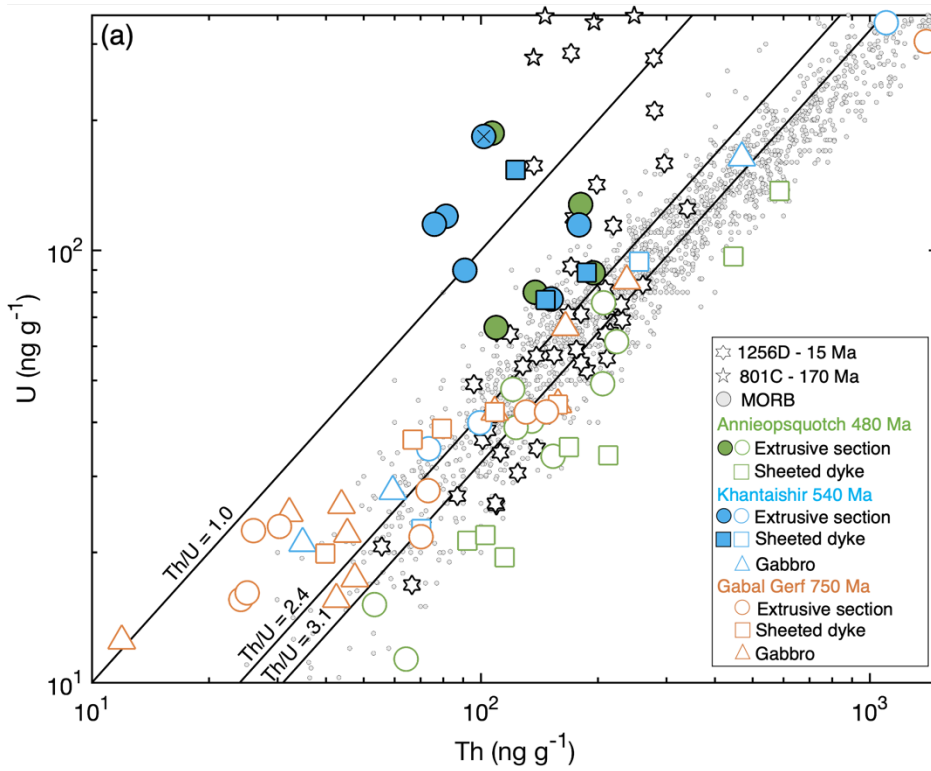 (a)
10²
10¹
U (ng g⁻¹)
Th/U = 1.0
Th/U = 2.4
Th/U = 3.1
1256D - 15 Ma
801C - 170 Ma
MORB
Annieopsquotch 480 Ma
Extrusive section
Sheeted dyke
Khantaishir 540 Ma
Extrusive section
Sheeted dyke
Gabbro
Gabal Gerf 750 Ma
Extrusive section
Sheeted dyke
Gabbro
10¹
10²
10³
Th (ng g⁻¹)